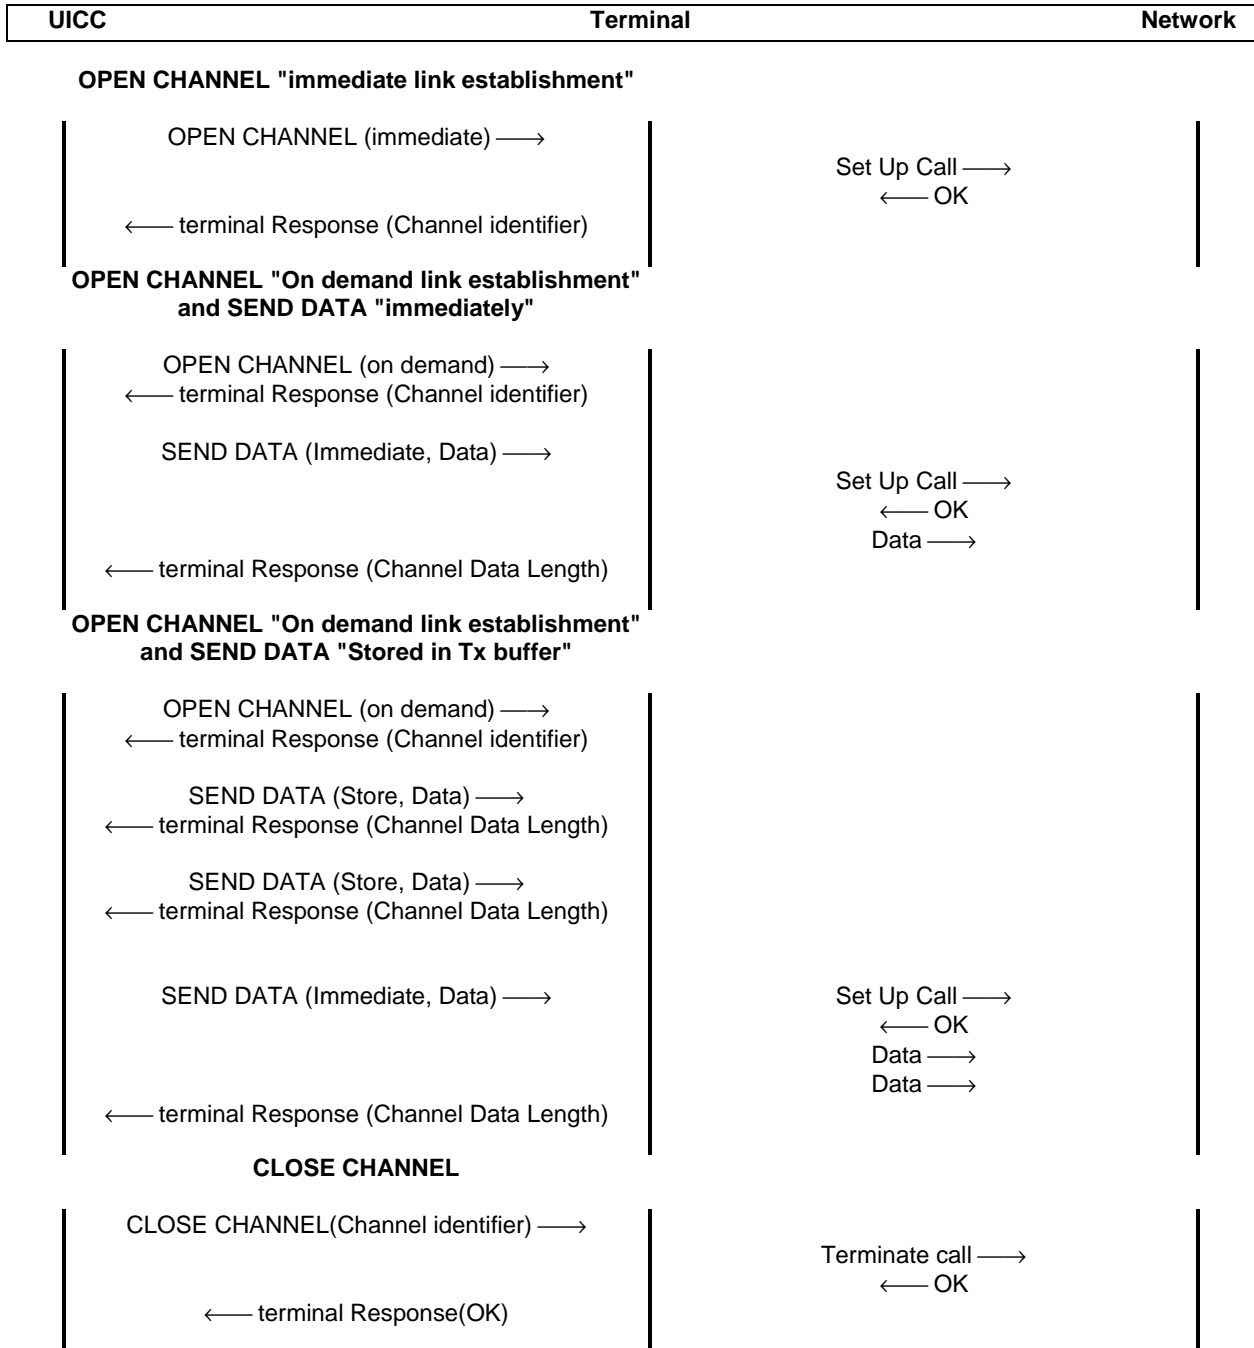 UICC Terminal Network
OPEN CHANNEL "immediate link establishment"
OPEN CHANNEL (immediate) ⟶
Set Up Call ⟶
⟵ OK
⟵ terminal Response (Channel identifier)
OPEN CHANNEL "On demand link establishment"
and SEND DATA "immediately"
OPEN CHANNEL (on demand) ⟶
⟵ terminal Response (Channel identifier)
SEND DATA (Immediate, Data) ⟶
Set Up Call ⟶
⟵ OK
Data ⟶
⟵ terminal Response (Channel Data Length)
OPEN CHANNEL "On demand link establishment"
and SEND DATA "Stored in Tx buffer"
OPEN CHANNEL (on demand) ⟶
⟵ terminal Response (Channel identifier)
SEND DATA (Store, Data) ⟶
⟵ terminal Response (Channel Data Length)
SEND DATA (Store, Data) ⟶
⟵ terminal Response (Channel Data Length)
SEND DATA (Immediate, Data) ⟶ Set Up Call ⟶
⟵ OK
Data ⟶
Data ⟶
⟵ terminal Response (Channel Data Length)
CLOSE CHANNEL
CLOSE CHANNEL(Channel identifier) ⟶
Terminate call ⟶
⟵ OK
⟵ terminal Response(OK)